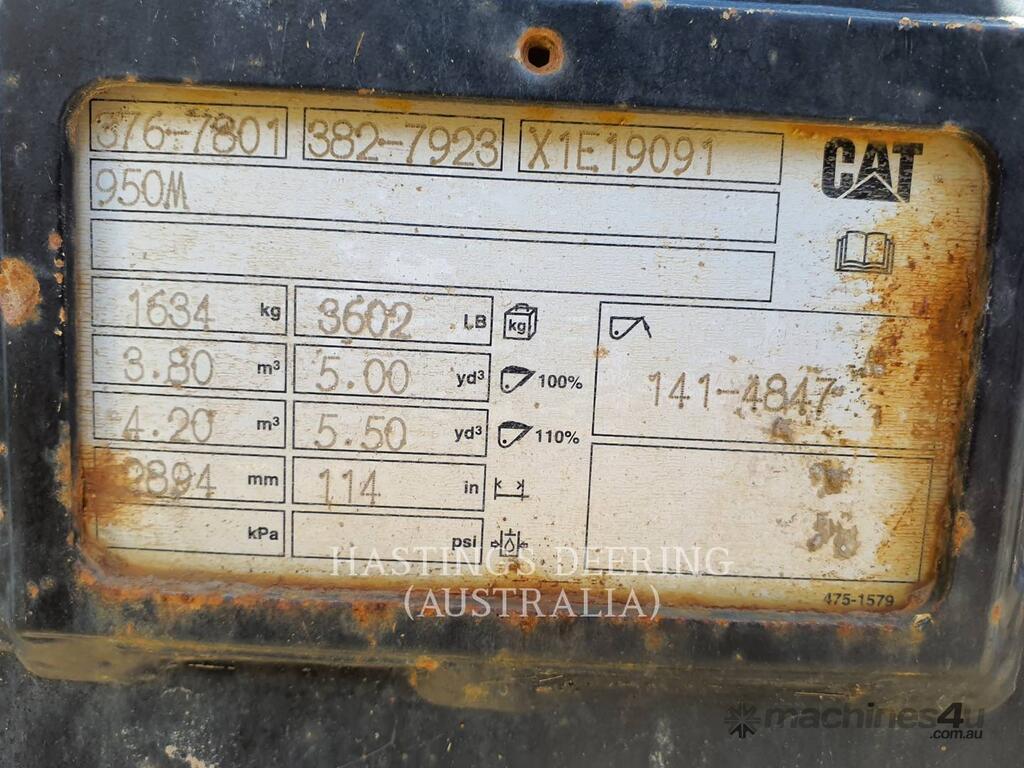 376-7801 382-7923 X1E19091 CAT
950M
1634 kg 3602 LB kg
3.80 m³ 5.00 yd³ 100%
141-4847
4.20 m³ 5.50 yd³ 110%
2894 mm 114 in
kPa psi
HASTINGS DEERING
(AUSTRALIA)
475-1579
machines4u
.com.au